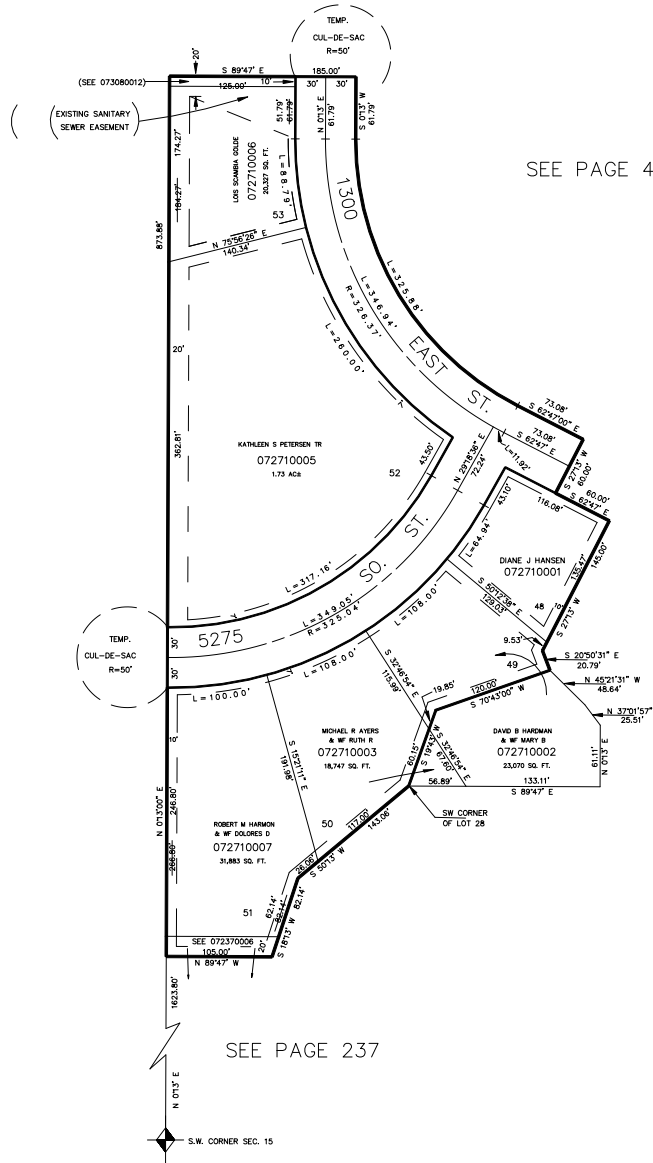 TEMP.
CUL-DE-SAC
R=50'
20'
S 89°47' E
185.00'
(SEE 073080012)
125.00'
10'
30'
30'
EXISTING SANITARY
SEWER EASEMENT
174.27'
184.27'
873.88'
51.79'
61.79'
N 0°13' E
61.79'
S 0°13' W
61.79'
LOIS SCAMBIA GOLDE
072710006
20,327 SQ. FT.
L=88.79'
53
SEE PAGE 4
1300
EAST ST.
N 75°56'26" E
140.34'
L=325.88'
L=346.94'
R=326.37'
L=260.00'
20'
362.81'
KATHLEEN S PETERSEN TR
072710005
1.73 AC±
52
43.50'
N 29°18'36" E
72.24'
L=11.92'
73.08'
S 62°47'00" E
73.08'
S 62°47' E
S 27°13' W
60.00'
60.00'
S 62°47' E
116.08'
43.10'
L=64.94'
DIANE J HANSEN
072710001
48
10'
135.47'
145.00'
S 27°13' W
L=317.16'
SO. ST.
L=349.05'
R=325.04'
5275
30'
30'
TEMP.
CUL-DE-SAC
R=50'
L=100.00'
L=108.00'
L=108.00'
S 50°12'38" E
129.03'
9.53'
49
S 20°50'31" E
20.79'
N 45°21'31" W
48.64'
N 37°01'57"
25.51'
S 32°46'54" E
115.99'
19.85'
120.00'
S 70°43'00" W
10'
MICHAEL R AYERS
& WF RUTH R
072710003
18,747 SQ. FT.
60.15'
S 19°43' W
S 32°46'54" E
67.60'
DAVID B HARDMAN
& WF MARY B
072710002
23,070 SQ. FT.
61.11'
N 0°13' E
56.89'
133.11'
S 89°47' E
S 15°21'11" E
191.98'
SW CORNER
OF LOT 28
N 0°13'00" E
246.80'
266.80'
ROBERT M HARMON
& WF DOLORES D
072710007
31,883 SQ. FT.
50
117.00'
143.06'
S 50°13' W
26.06'
51
62.14'
82.14'
82.14'
S 18°13' W
SEE 072370006
20'
105.00'
N 89°47' W
1623.80'
SEE PAGE 237
N 0°13' E
S.W. CORNER SEC. 15